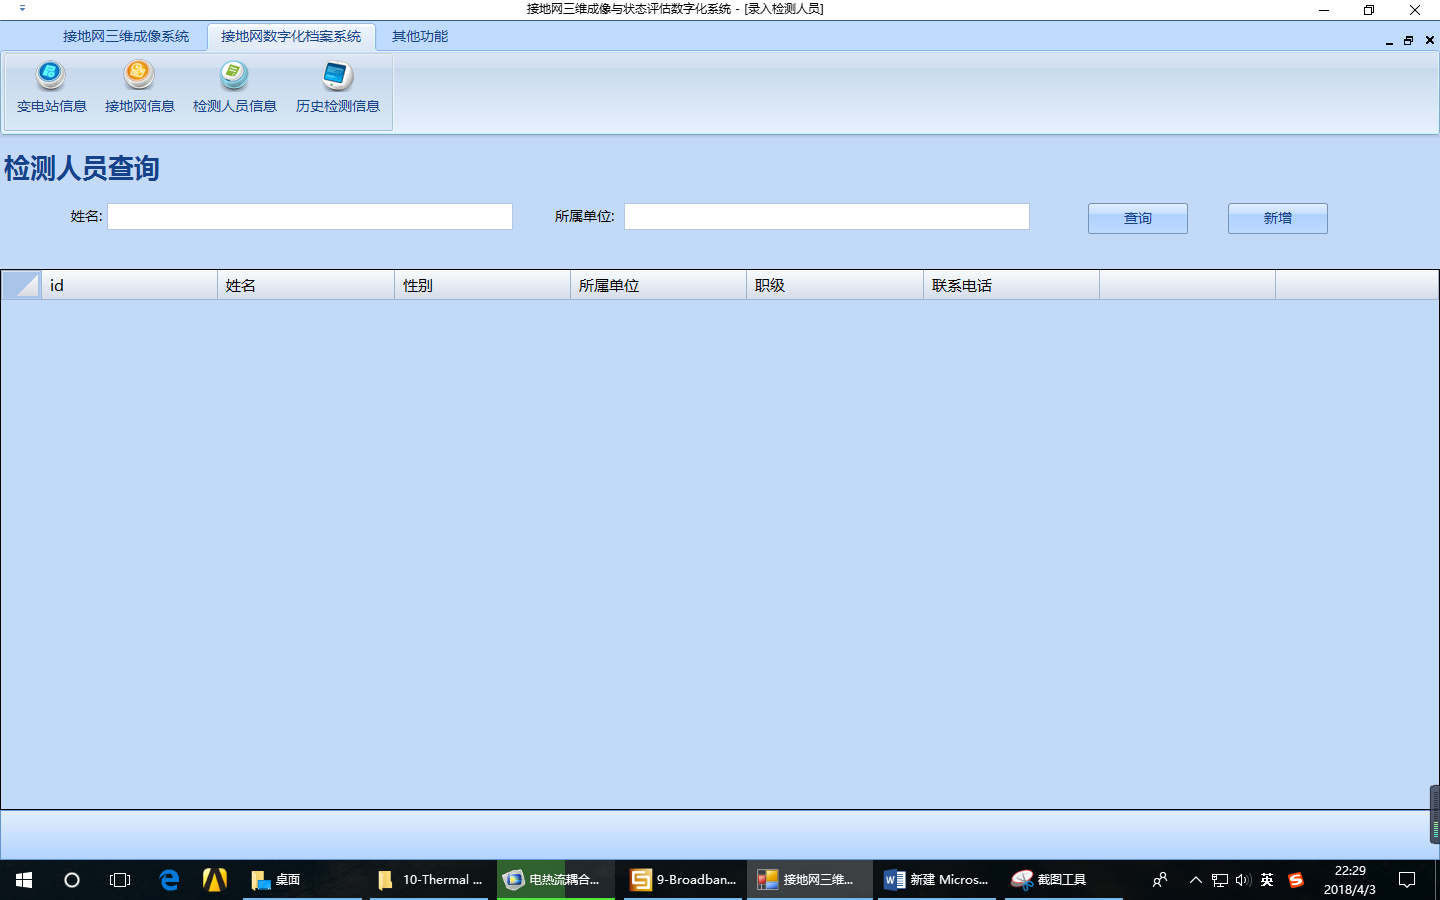 接地网三维成像与状态评估数字化系统 - [录入检测人员]
接地网三维成像系统 接地网数字化档案系统 其他功能
变电站信息 接地网信息 检测人员信息 历史检测信息
检测人员查询
姓名: 所属单位: 查询 新增
id 姓名 性别 所属单位 职级 联系电话
桌面 10-Thermal ... 电热流耦合... 9-Broadban... 接地网三维... 新建 Micros... 截图工具 英 22:29
2018/4/3